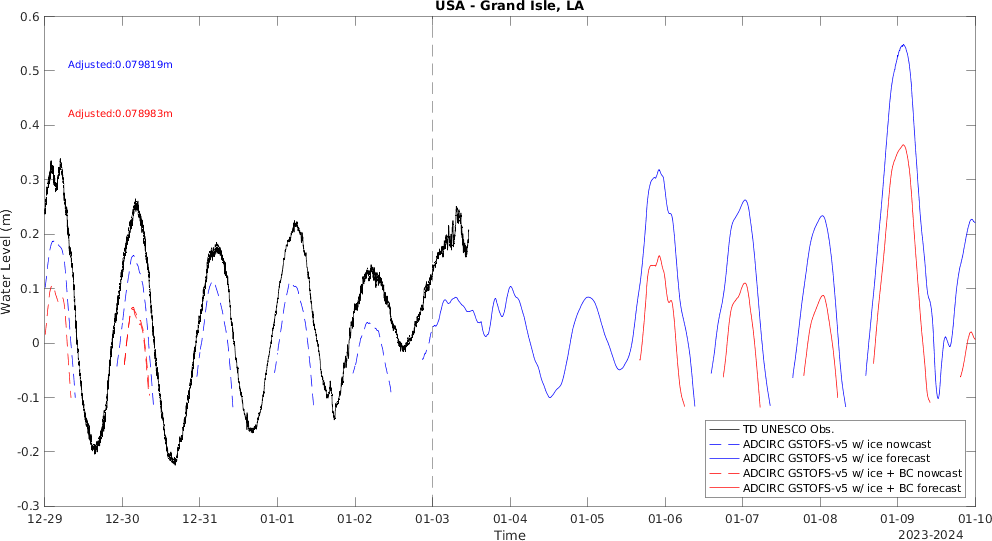 USA - Grand Isle, LA
0.6
0.5
0.4
0.3
0.2
0.1
0
-0.1
-0.2
-0.3
Water Level (m)
Adjusted:0.079819m
Adjusted:0.078983m
TD UNESCO Obs.
ADCIRC GSTOFS-v5 w/ ice nowcast
ADCIRC GSTOFS-v5 w/ ice forecast
ADCIRC GSTOFS-v5 w/ ice + BC nowcast
ADCIRC GSTOFS-v5 w/ ice + BC forecast
12-29 12-30 12-31 01-01 01-02 01-03 01-04 01-05 01-06 01-07 01-08 01-09 01-10
Time
2023-2024